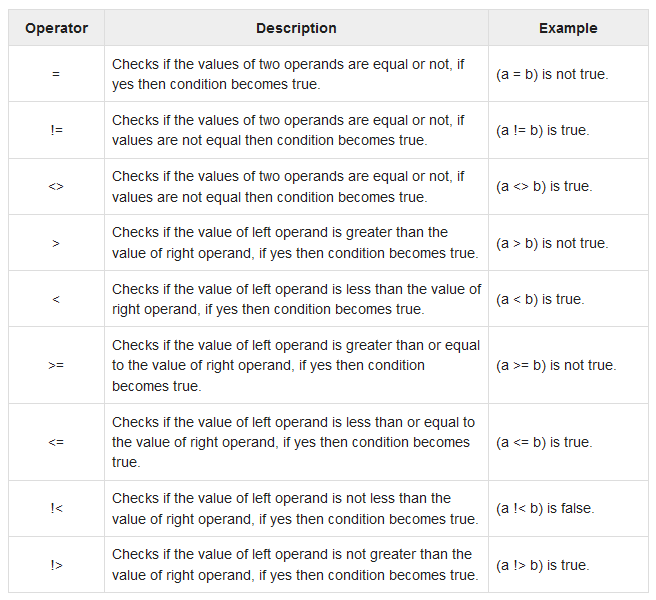 Operator Description Example
= Checks if the values of two operands are equal or not, if (a = b) is not true.
yes then condition becomes true.
!= Checks if the values of two operands are equal or not, if (a != b) is true.
values are not equal then condition becomes true.
<> Checks if the values of two operands are equal or not, if (a <> b) is true.
values are not equal then condition becomes true.
> Checks if the value of left operand is greater than the (a > b) is not true.
value of right operand, if yes then condition becomes true.
< Checks if the value of left operand is less than the value of (a < b) is true.
right operand, if yes then condition becomes true.
>= Checks if the value of left operand is greater than or equal (a >= b) is not true.
to the value of right operand, if yes then condition
becomes true.
<= Checks if the value of left operand is less than or equal to (a <= b) is true.
the value of right operand, if yes then condition becomes
true.
!< Checks if the value of left operand is not less than the (a !< b) is false.
value of right operand, if yes then condition becomes true.
!> Checks if the value of left operand is not greater than the (a !> b) is true.
value of right operand, if yes then condition becomes true.